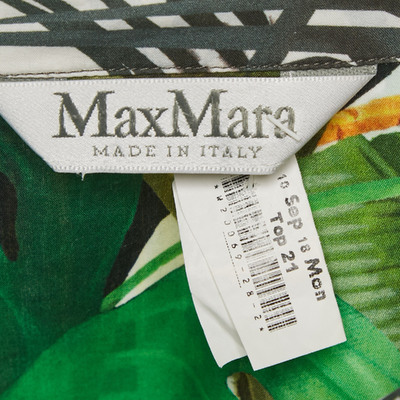 MaxMara
MADE IN ITALY
10 Sep 18 Mon
Top 21